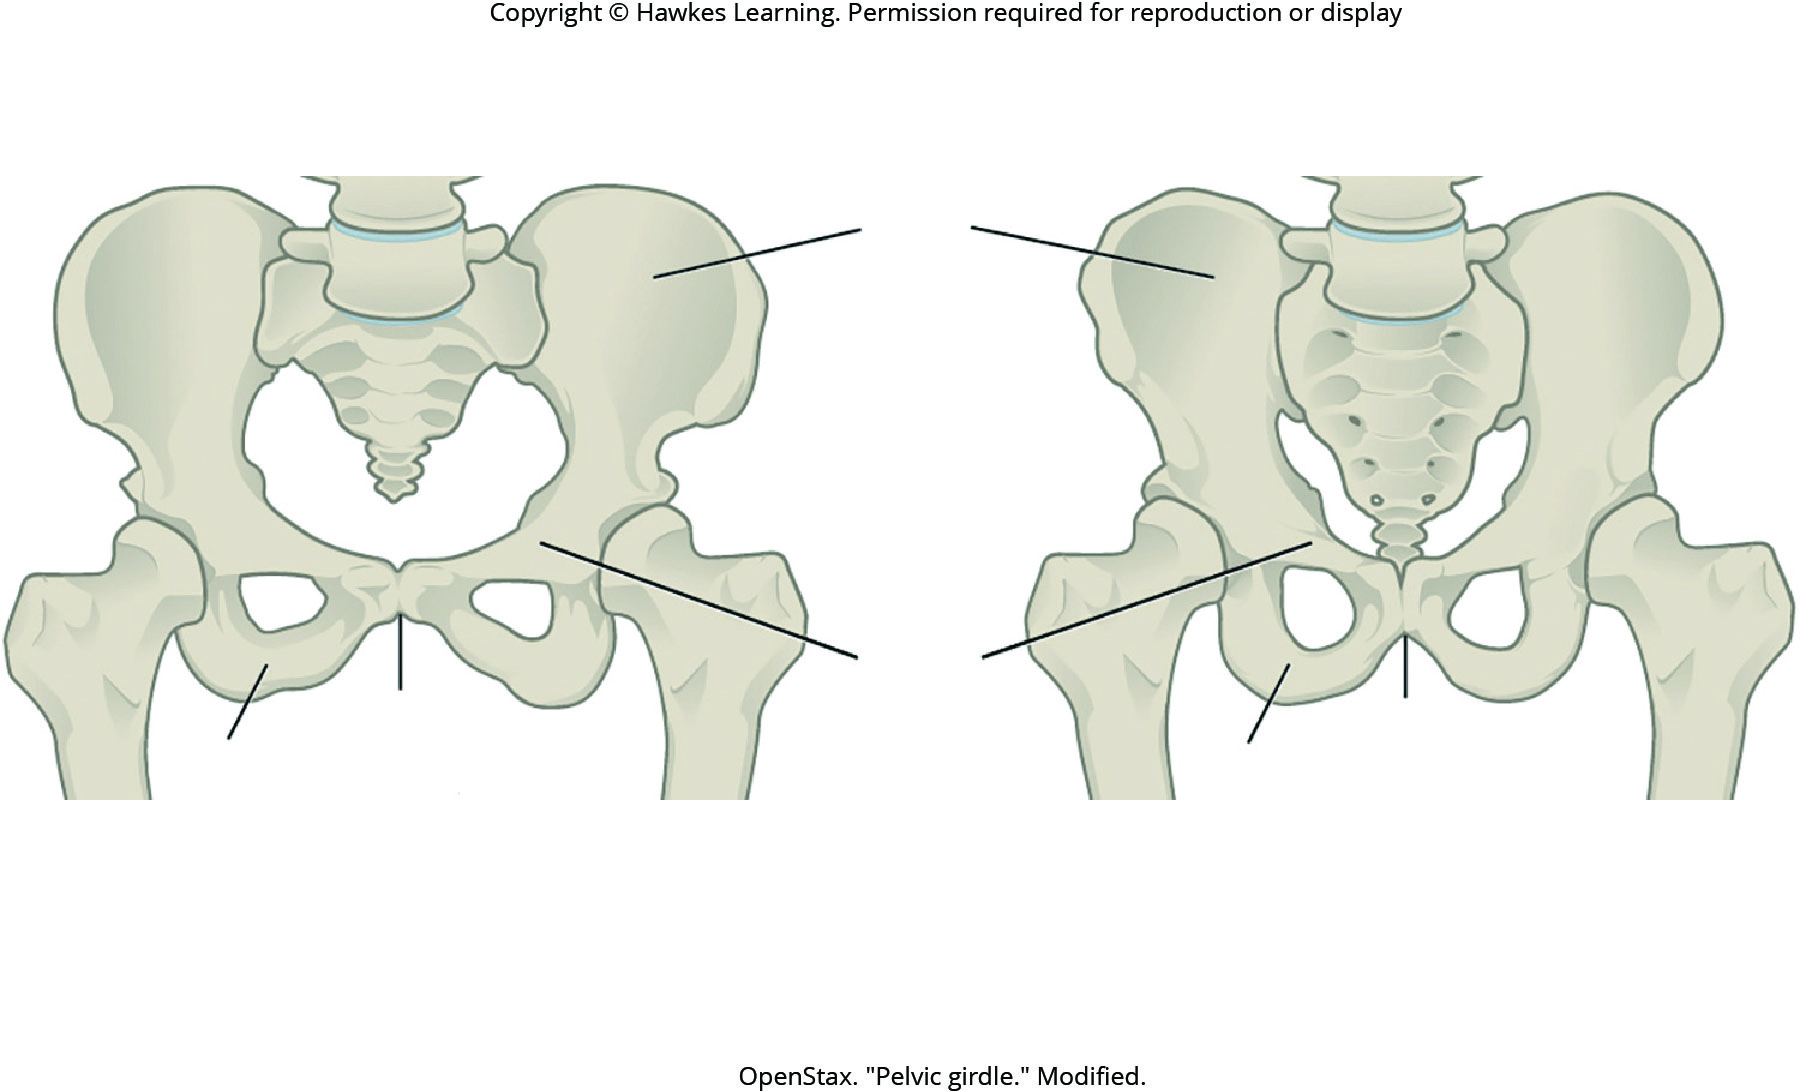 Copyright © Hawkes Learning. Permission required for reproduction or display
OpenStax. "Pelvic girdle." Modified.